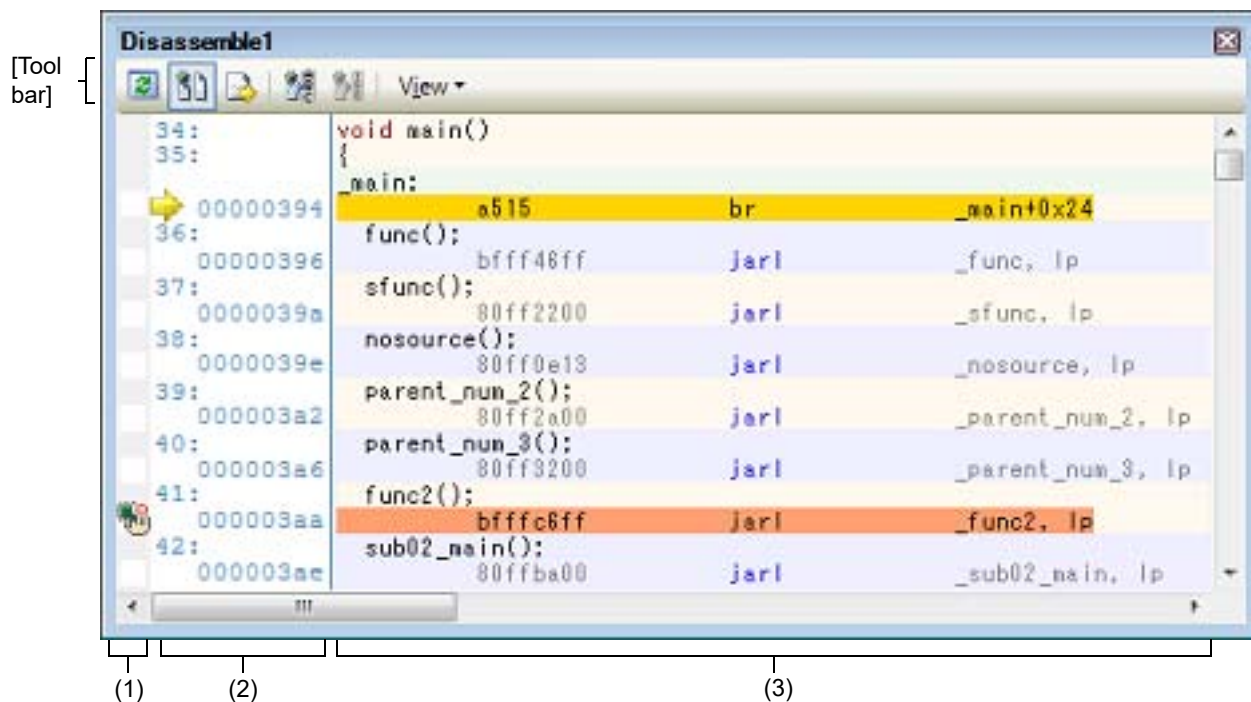 Disassemble1
[Tool
bar]
View
34: void main()
35: {
_main:
00000394 a515 br _main+0x24
36: func();
00000396 bfff46ff jarl _func, lp
37: sfunc();
0000039a 80ff2200 jarl _sfunc, lp
38: nosource();
0000039e 80ff0e13 jarl _nosource, lp
39: parent_num_2();
000003a2 80ff2a00 jarl _parent_num_2, lp
40: parent_num_3();
000003a6 80ff3200 jarl _parent_num_3, lp
41: func2();
000003aa bfffc6ff jarl _func2, lp
42: sub02_main();
000003ae 80ffba00 jarl _sub02_main, lp
(1) (2) (3)